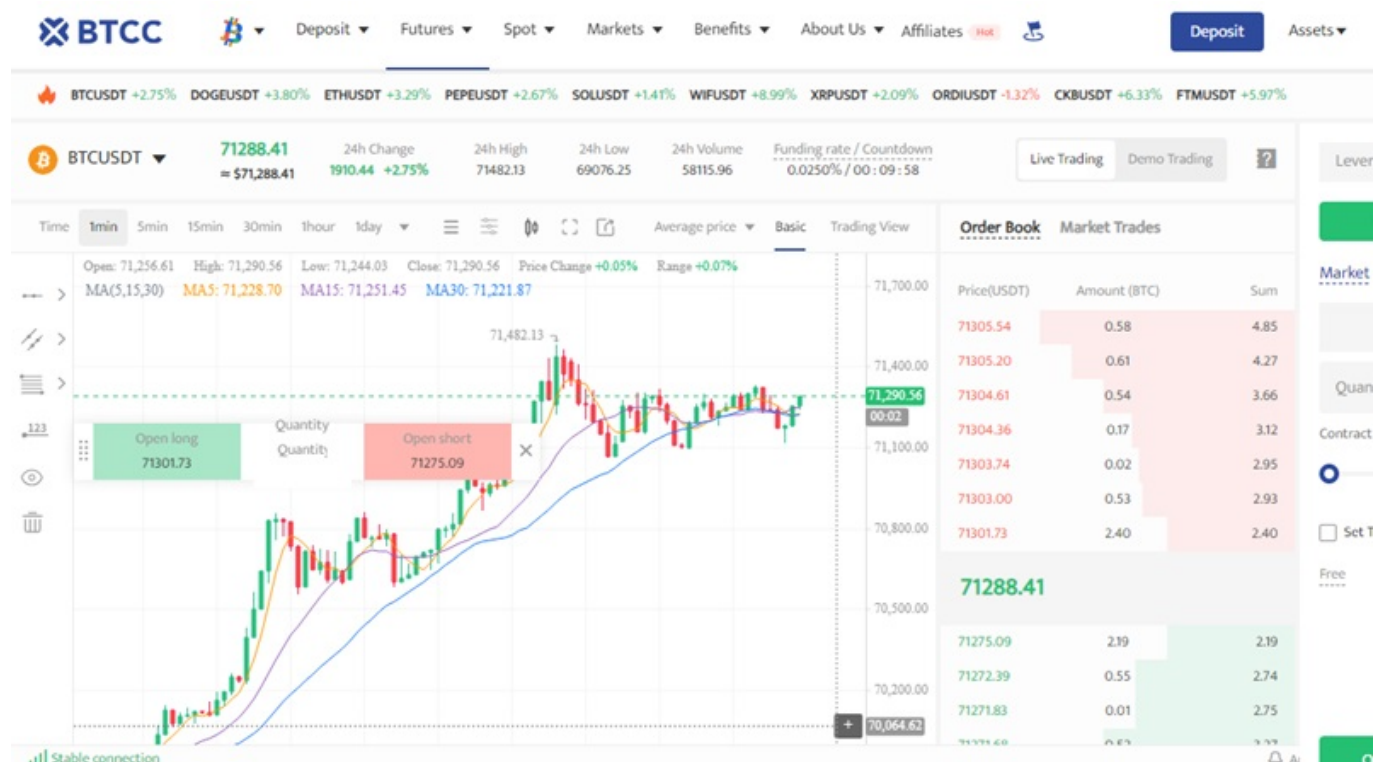 BTCC Deposit Futures Spot Markets Benefits About Us Affiliates Hot Deposit Assets
BTCUSDT +2.75% DOGEUSDT +3.80% ETHUSDT +3.29% PEPEUSDT +2.67% SOLUSDT +1.41% WIFUSDT +8.99% XRPUSDT +2.09% ORDIUSDT -1.32% CKBUSDT +6.33% FTMUSDT +5.97%
BTCUSDT
71288.41
≈ $71,288.41
24h Change
1910.44 +2.75%
24h High
71482.13
24h Low
69076.25
24h Volume
58115.96
Funding rate / Countdown
0.0250% / 00 : 09 : 58
Live Trading Demo Trading ?
Lever
Time 1min 5min 15min 30min 1hour 1day Average price Basic Trading View
Open: 71,256.61 High: 71,290.56 Low: 71,244.03 Close: 71,290.56 Price Change +0.05% Range +0.07%
MA(5,15,30) MA5: 71,228.70 MA15: 71,251.45 MA30: 71,221.87
123
71,482.13
Open long
71301.73
Quantity
Quantity
Open short
71275.09
71,700.00
71,400.00
71,290.56
00:02
71,100.00
70,800.00
70,500.00
70,200.00
70,064.62
Order Book Market Trades
Price(USDT) Amount (BTC) Sum
71305.54 0.58 4.85
71305.20 0.61 4.27
71304.61 0.54 3.66
71304.36 0.17 3.12
71303.74 0.02 2.95
71303.00 0.53 2.93
71301.73 2.40 2.40
71288.41
71275.09 2.19 2.19
71272.39 0.55 2.74
71271.83 0.01 2.75
71271.68 0.52 3.27
Market
Quan
Contract
Set T
Free
Stable connection